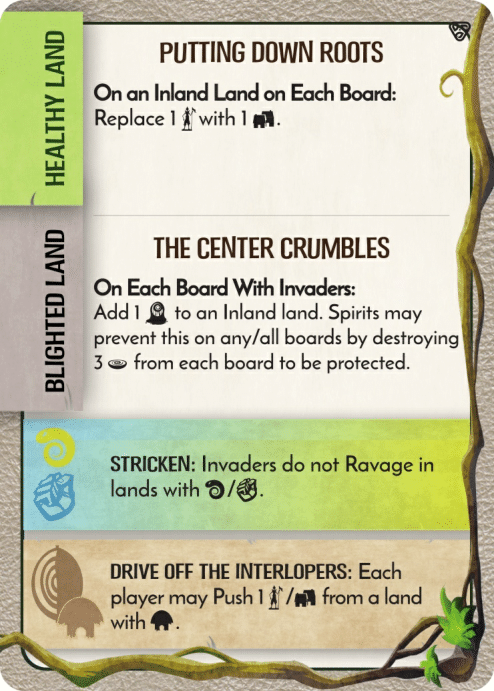 HEALTHY LAND
PUTTING DOWN ROOTS
On an Inland Land on Each Board:
Replace 1 with 1 .
BLIGHTED LAND
THE CENTER CRUMBLES
On Each Board With Invaders:
Add 1 to an Inland land. Spirits may
prevent this on any/all boards by destroying
3 from each board to be protected.
STRICKEN: Invaders do not Ravage in
lands with / .
DRIVE OFF THE INTERLOPERS: Each
player may Push 1 / from a land
with .